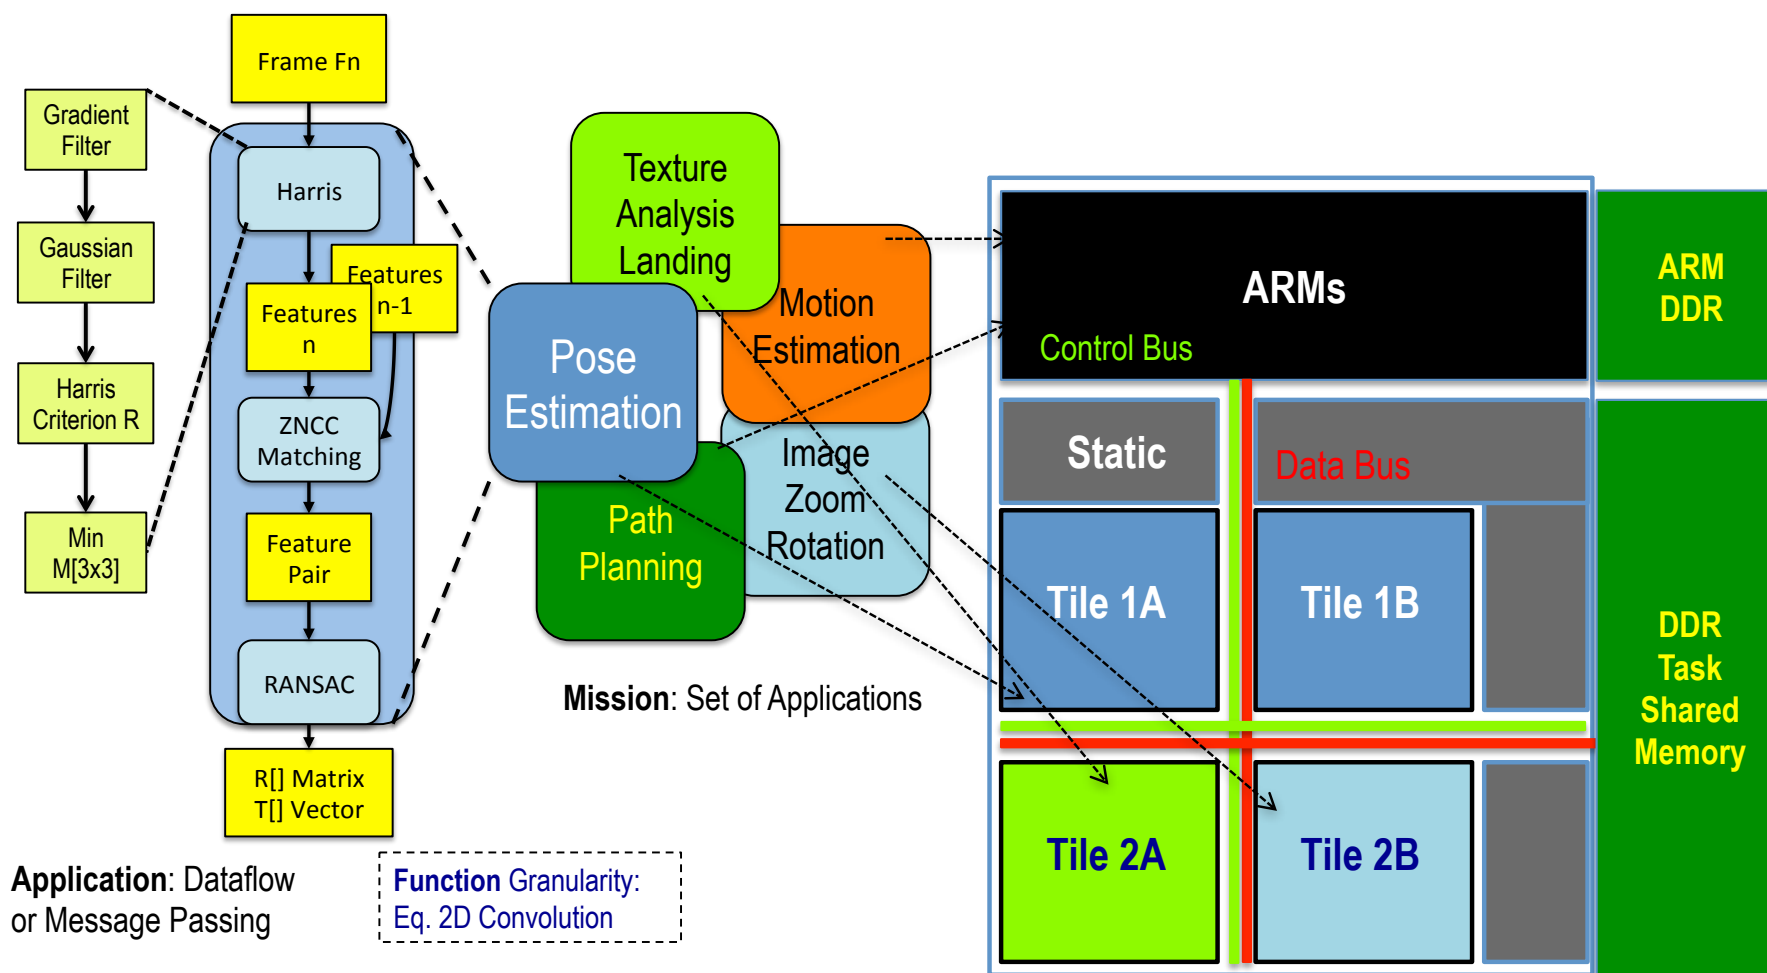 Frame Fn
Gradient
Filter
Gaussian
Filter
Harris
Criterion R
Min
M[3x3]
Harris
Features
n-1
Features
n
ZNCC
Matching
Feature
Pair
RANSAC
R[] Matrix
T[] Vector
Application: Dataflow
or Message Passing
Function Granularity:
Eq. 2D Convolution
Texture
Analysis
Landing
Motion
Estimation
Pose
Estimation
Image
Zoom
Rotation
Path
Planning
Mission: Set of Applications
ARMs
Control Bus
Static
Data Bus
Tile 1A
Tile 1B
Tile 2A
Tile 2B
ARM
DDR
DDR
Task
Shared
Memory